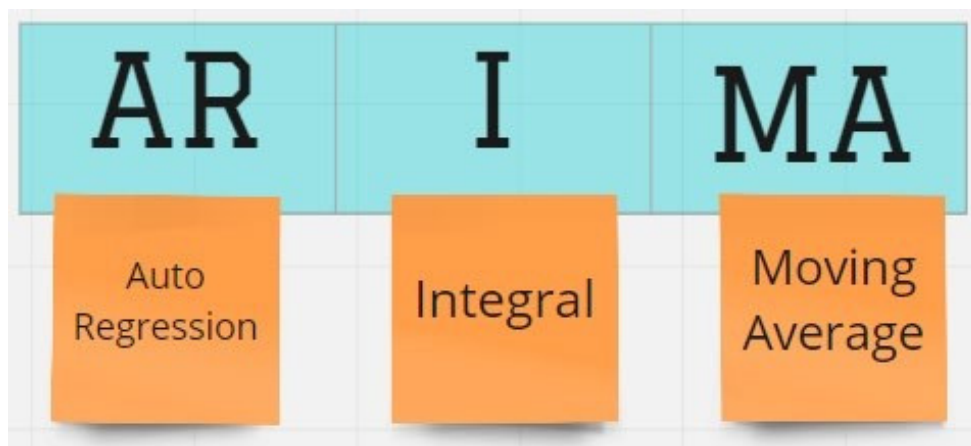 AR I MA
Auto
Regression
Integral
Moving
Average